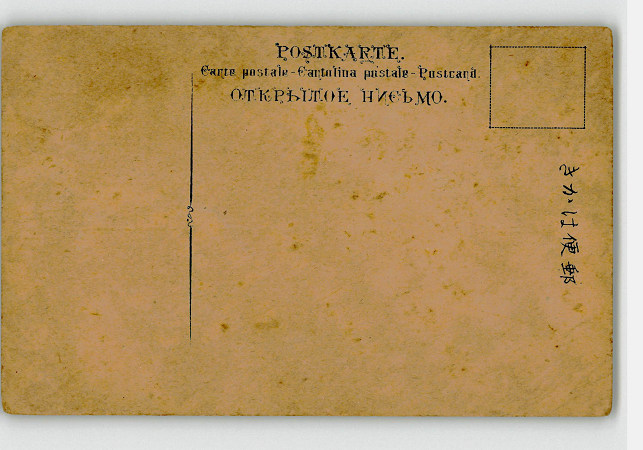 POSTKARTE.
Carte postale - Cartolina postale - Postcard.
ОТКРЫТОЕ ПИСЬМО.
きかは便郵